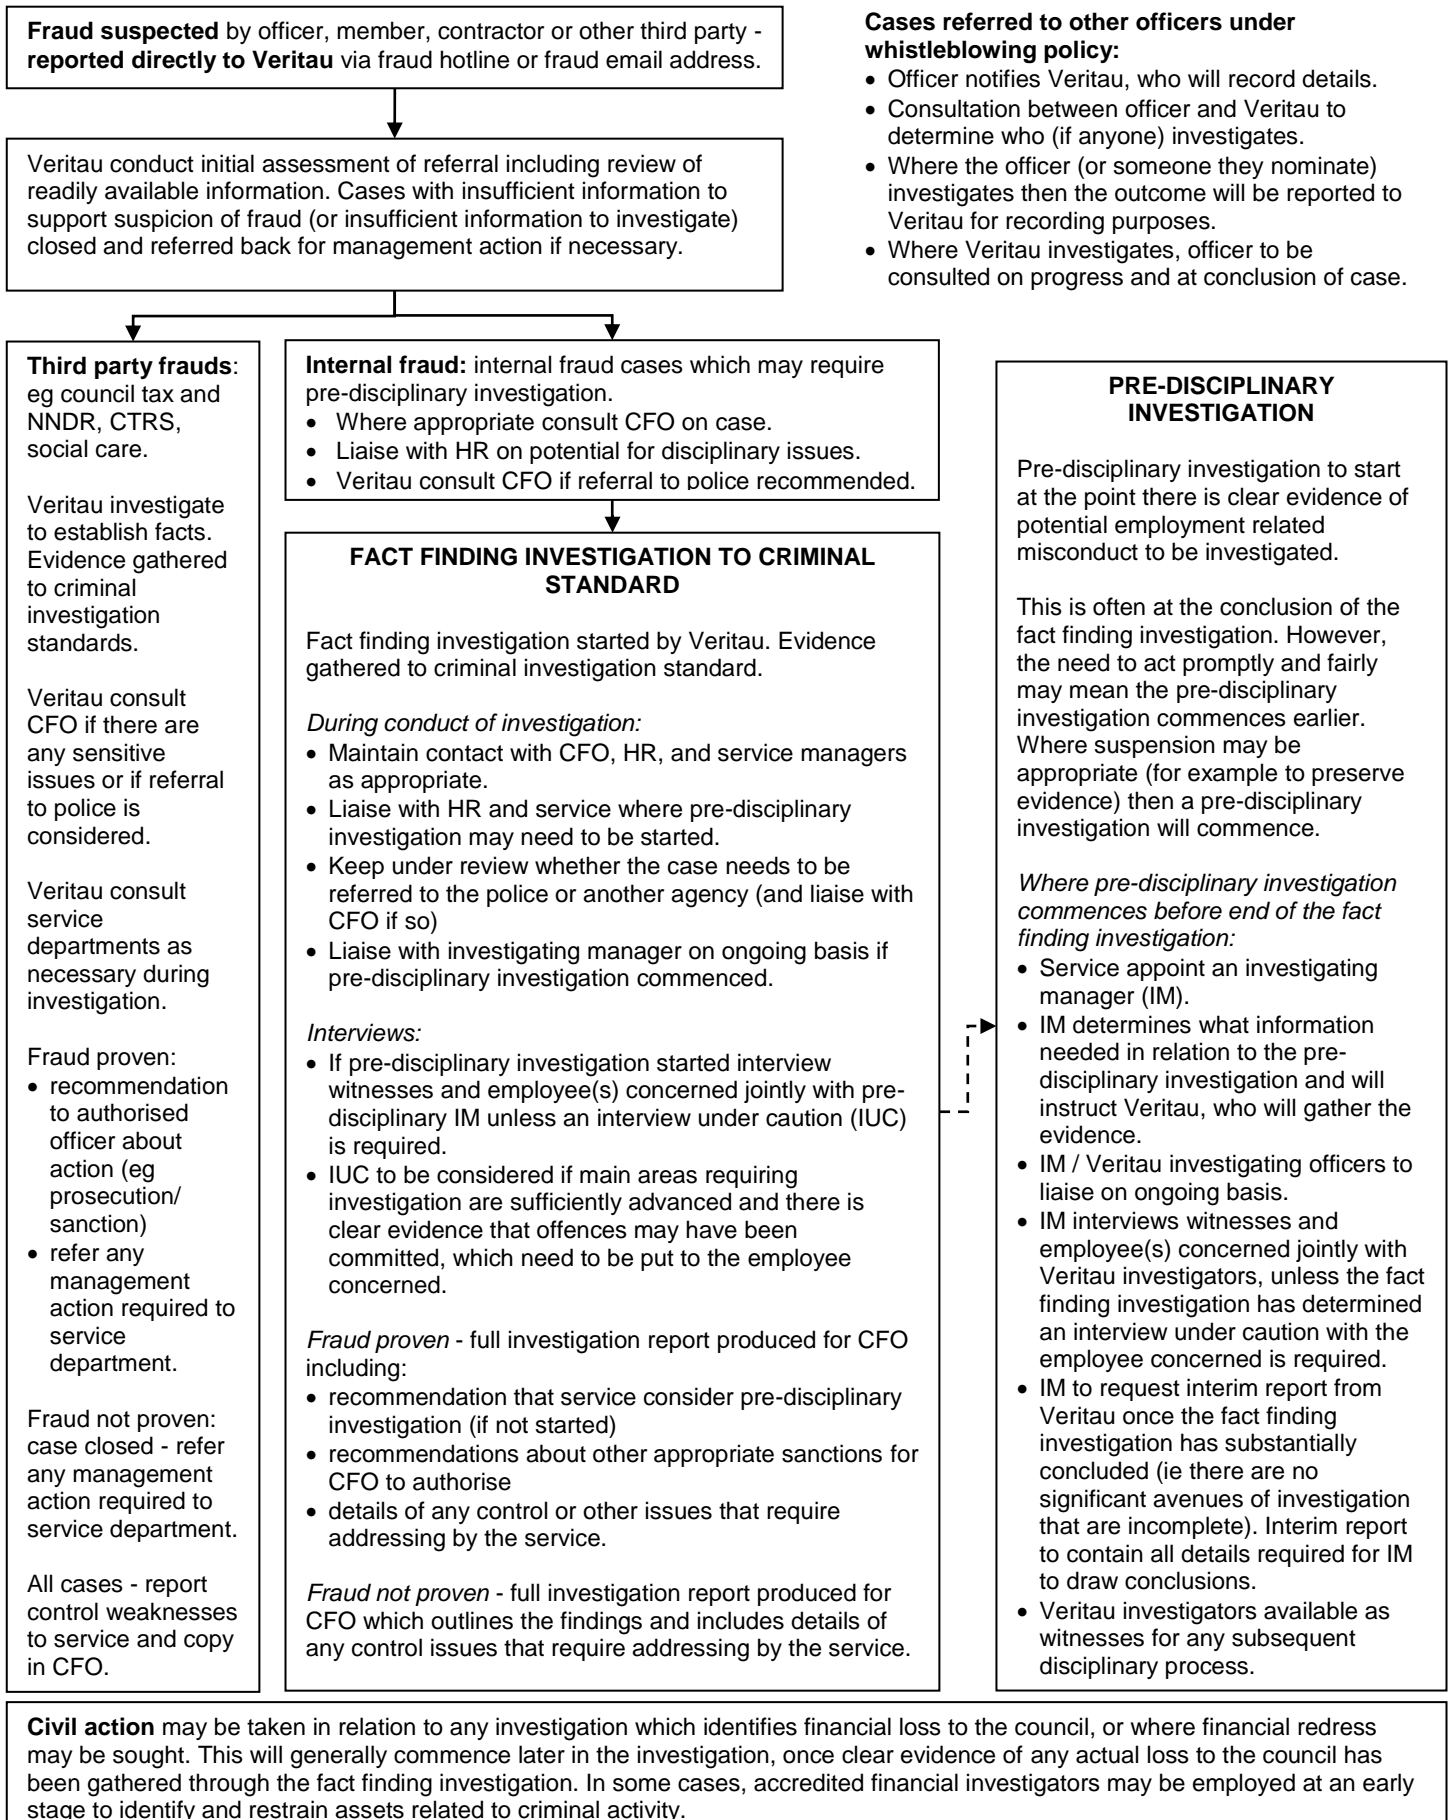 Fraud suspected by officer, member, contractor or other third party -
reported directly to Veritau via fraud hotline or fraud email address.
Cases referred to other officers under
whistleblowing policy:
• Officer notifies Veritau, who will record details.
• Consultation between officer and Veritau to
determine who (if anyone) investigates.
• Where the officer (or someone they nominate)
investigates then the outcome will be reported to
Veritau for recording purposes.
• Where Veritau investigates, officer to be
consulted on progress and at conclusion of case.
Veritau conduct initial assessment of referral including review of
readily available information. Cases with insufficient information to
support suspicion of fraud (or insufficient information to investigate)
closed and referred back for management action if necessary.
Third party frauds:
eg council tax and
NNDR, CTRS,
social care.
Veritau investigate
to establish facts.
Evidence gathered
to criminal
investigation
standards.
Veritau consult
CFO if there are
any sensitive
issues or if referral
to police is
considered.
Veritau consult
service
departments as
necessary during
investigation.
Fraud proven:
• recommendation
to authorised
officer about
action (eg
prosecution/
sanction)
• refer any
management
action required to
service
department.
Fraud not proven:
case closed - refer
any management
action required to
service department.
All cases - report
control weaknesses
to service and copy
in CFO.
Internal fraud: internal fraud cases which may require
pre-disciplinary investigation.
• Where appropriate consult CFO on case.
• Liaise with HR on potential for disciplinary issues.
• Veritau consult CFO if referral to police recommended.
FACT FINDING INVESTIGATION TO CRIMINAL
STANDARD
Fact finding investigation started by Veritau. Evidence
gathered to criminal investigation standard.
During conduct of investigation:
• Maintain contact with CFO, HR, and service managers
as appropriate.
• Liaise with HR and service where pre-disciplinary
investigation may need to be started.
• Keep under review whether the case needs to be
referred to the police or another agency (and liaise with
CFO if so)
• Liaise with investigating manager on ongoing basis if
pre-disciplinary investigation commenced.
Interviews:
• If pre-disciplinary investigation started interview
witnesses and employee(s) concerned jointly with pre-
disciplinary IM unless an interview under caution (IUC)
is required.
• IUC to be considered if main areas requiring
investigation are sufficiently advanced and there is
clear evidence that offences may have been
committed, which need to be put to the employee
concerned.
Fraud proven - full investigation report produced for CFO
including:
• recommendation that service consider pre-disciplinary
investigation (if not started)
• recommendations about other appropriate sanctions for
CFO to authorise
• details of any control or other issues that require
addressing by the service.
Fraud not proven - full investigation report produced for
CFO which outlines the findings and includes details of
any control issues that require addressing by the service.
PRE-DISCIPLINARY
INVESTIGATION
Pre-disciplinary investigation to start
at the point there is clear evidence of
potential employment related
misconduct to be investigated.
This is often at the conclusion of the
fact finding investigation. However,
the need to act promptly and fairly
may mean the pre-disciplinary
investigation commences earlier.
Where suspension may be
appropriate (for example to preserve
evidence) then a pre-disciplinary
investigation will commence.
Where pre-disciplinary investigation
commences before end of the fact
finding investigation:
• Service appoint an investigating
manager (IM).
• IM determines what information
needed in relation to the pre-
disciplinary investigation and will
instruct Veritau, who will gather the
evidence.
• IM / Veritau investigating officers to
liaise on ongoing basis.
• IM interviews witnesses and
employee(s) concerned jointly with
Veritau investigators, unless the fact
finding investigation has determined
an interview under caution with the
employee concerned is required.
• IM to request interim report from
Veritau once the fact finding
investigation has substantially
concluded (ie there are no
significant avenues of investigation
that are incomplete). Interim report
to contain all details required for IM
to draw conclusions.
• Veritau investigators available as
witnesses for any subsequent
disciplinary process.
Civil action may be taken in relation to any investigation which identifies financial loss to the council, or where financial redress
may be sought. This will generally commence later in the investigation, once clear evidence of any actual loss to the council has
been gathered through the fact finding investigation. In some cases, accredited financial investigators may be employed at an early
stage to identify and restrain assets related to criminal activity.